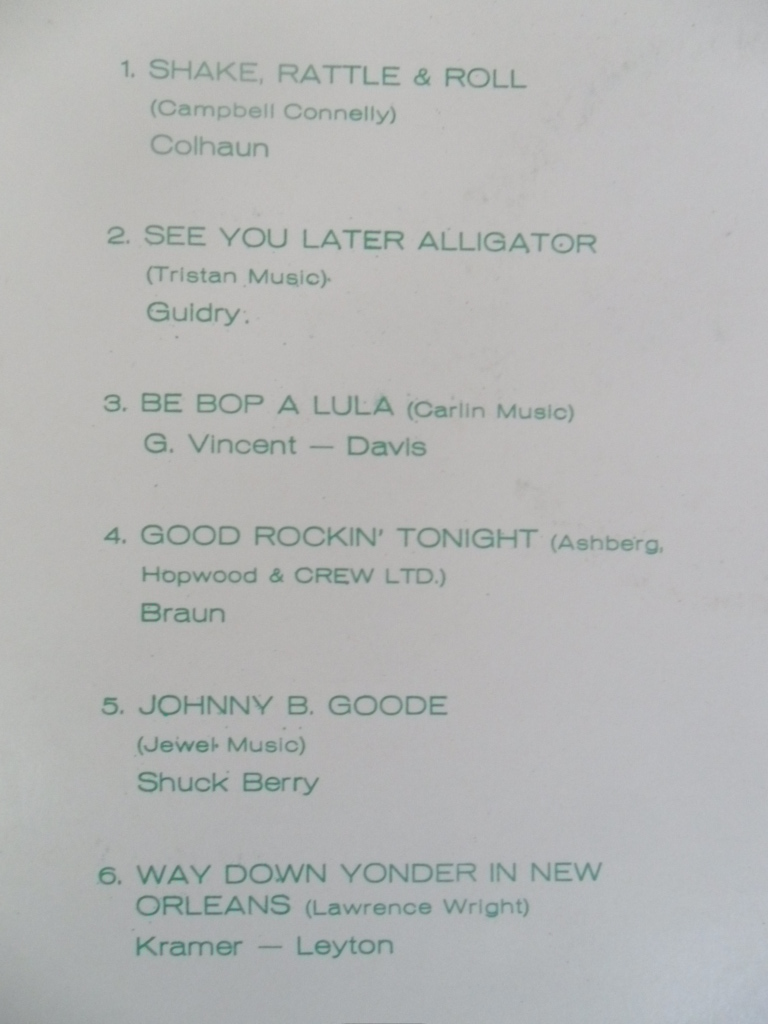 1. SHAKE, RATTLE & ROLL
(Campbell Connelly)
Colhaun
2. SEE YOU LATER ALLIGATOR
(Tristan Music)
Guidry.
3. BE BOP A LULA (Carlin Music)
G. Vincent — Davis
4. GOOD ROCKIN' TONIGHT (Ashberg,
Hopwood & CREW LTD.)
Braun
5. JOHNNY B. GOODE
(Jewel Music)
Shuck Berry
6. WAY DOWN YONDER IN NEW
ORLEANS (Lawrence Wright)
Kramer — Leyton